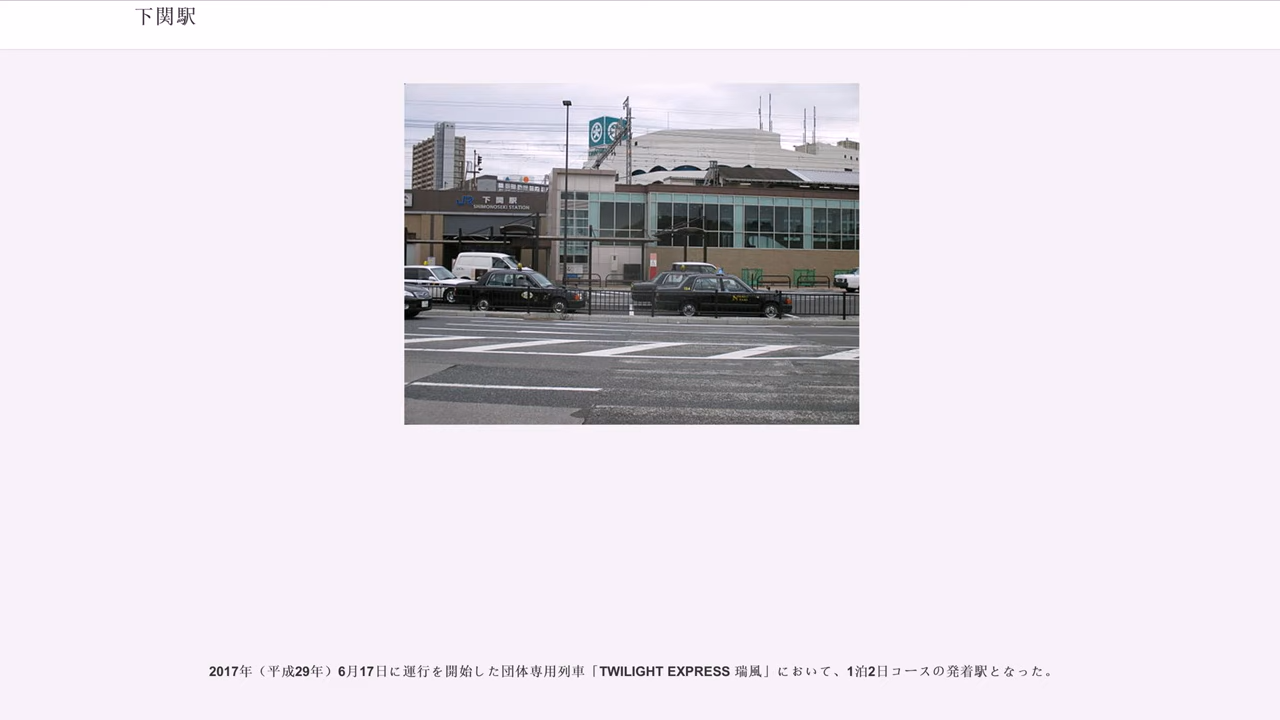 下関駅
下関駅
SHIMONOSEKI STATION
2017年（平成29年）6月17日に運行を開始した団体専用列車「TWILIGHT EXPRESS 瑞風」において、1泊2日コースの発着駅となった。